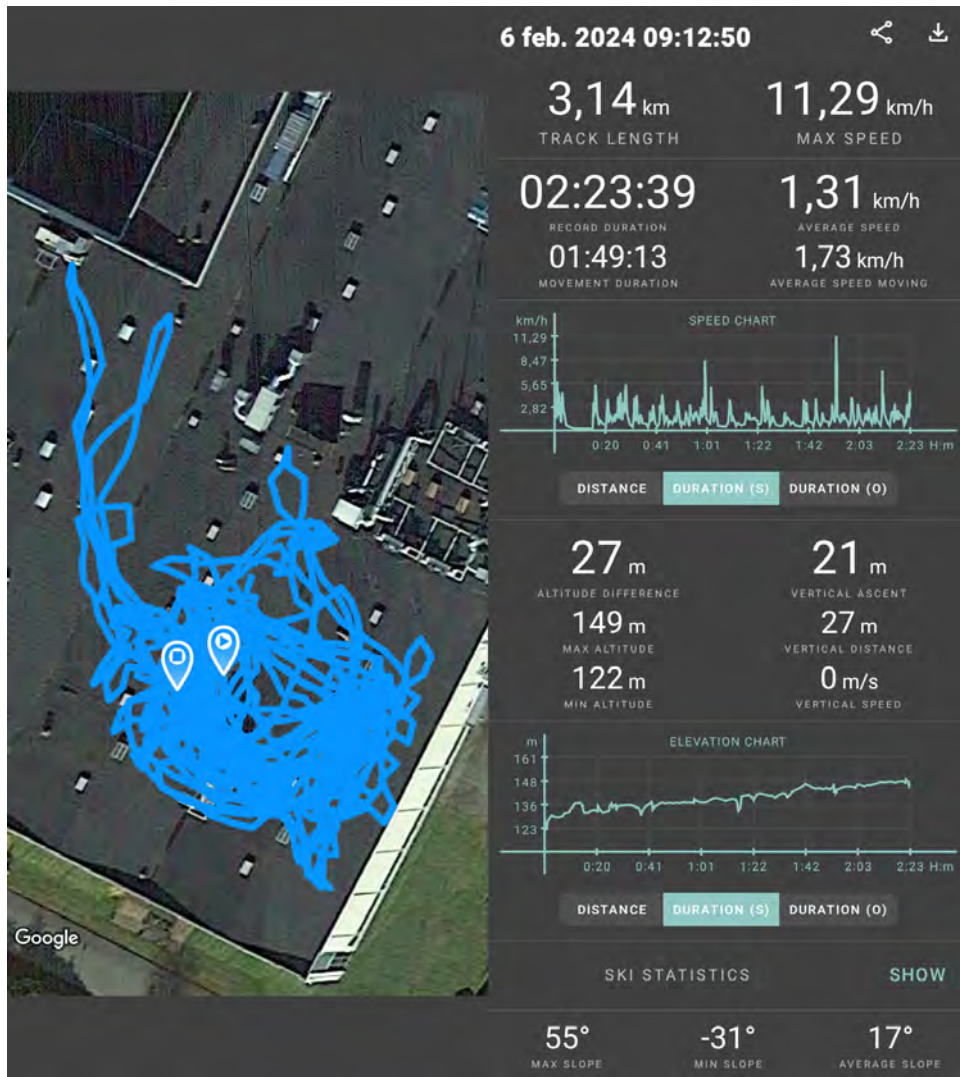 6 feb. 2024 09:12:50
3,14 km
11,29 km/h
TRACK LENGTH
MAX SPEED
02:23:39
1,31 km/h
RECORD DURATION
AVERAGE SPEED
01:49:13
1,73 km/h
MOVEMENT DURATION
AVERAGE SPEED MOVING
km/h
SPEED CHART
11,29
8,47
5,65
2,82
0:20 0:41 1:01 1:22 1:42 2:03 2:23 H:m
DISTANCE
DURATION (S)
DURATION (O)
27 m
21 m
ALTITUDE DIFFERENCE
VERTICAL ASCENT
149 m
27 m
MAX ALTITUDE
VERTICAL DISTANCE
122 m
0 m/s
MIN ALTITUDE
VERTICAL SPEED
m
ELEVATION CHART
161
148
136
123
0:20 0:41 1:01 1:22 1:42 2:03 2:23 H:m
DISTANCE
DURATION (S)
DURATION (O)
Google
SKI STATISTICS
SHOW
55°
-31°
17°
MAX SLOPE
MIN SLOPE
AVERAGE SLOPE